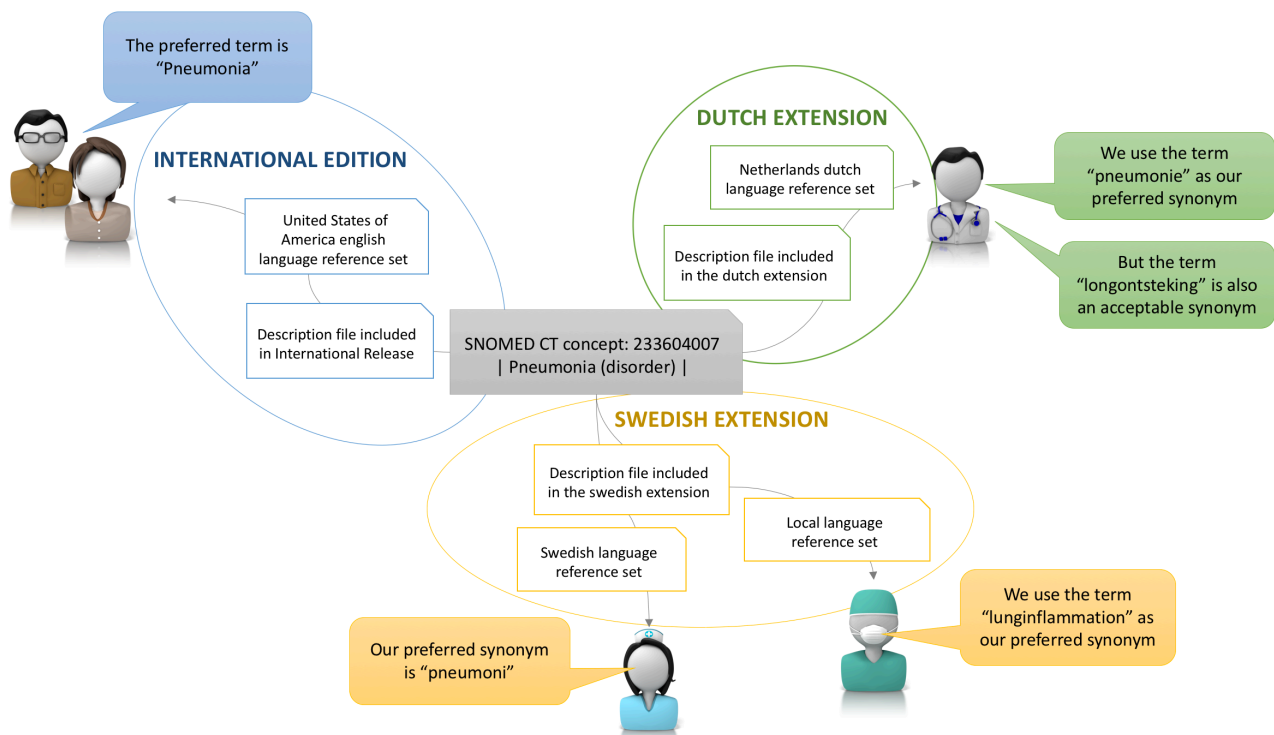 The preferred term is
“Pneumonia”
INTERNATIONAL EDITION
United States of
America english
language reference set
Description file included
in International Release
DUTCH EXTENSION
Netherlands dutch
language reference set
Description file included
in the dutch extension
We use the term
“pneumonie” as our
preferred synonym
But the term
“longontsteking” is also
an acceptable synonym
SNOMED CT concept: 233604007
| Pneumonia (disorder) |
SWEDISH EXTENSION
Description file included
in the swedish extension
Local language
reference set
Swedish language
reference set
We use the term
“lunginflammation” as
our preferred synonym
Our preferred synonym
is “pneumoni”